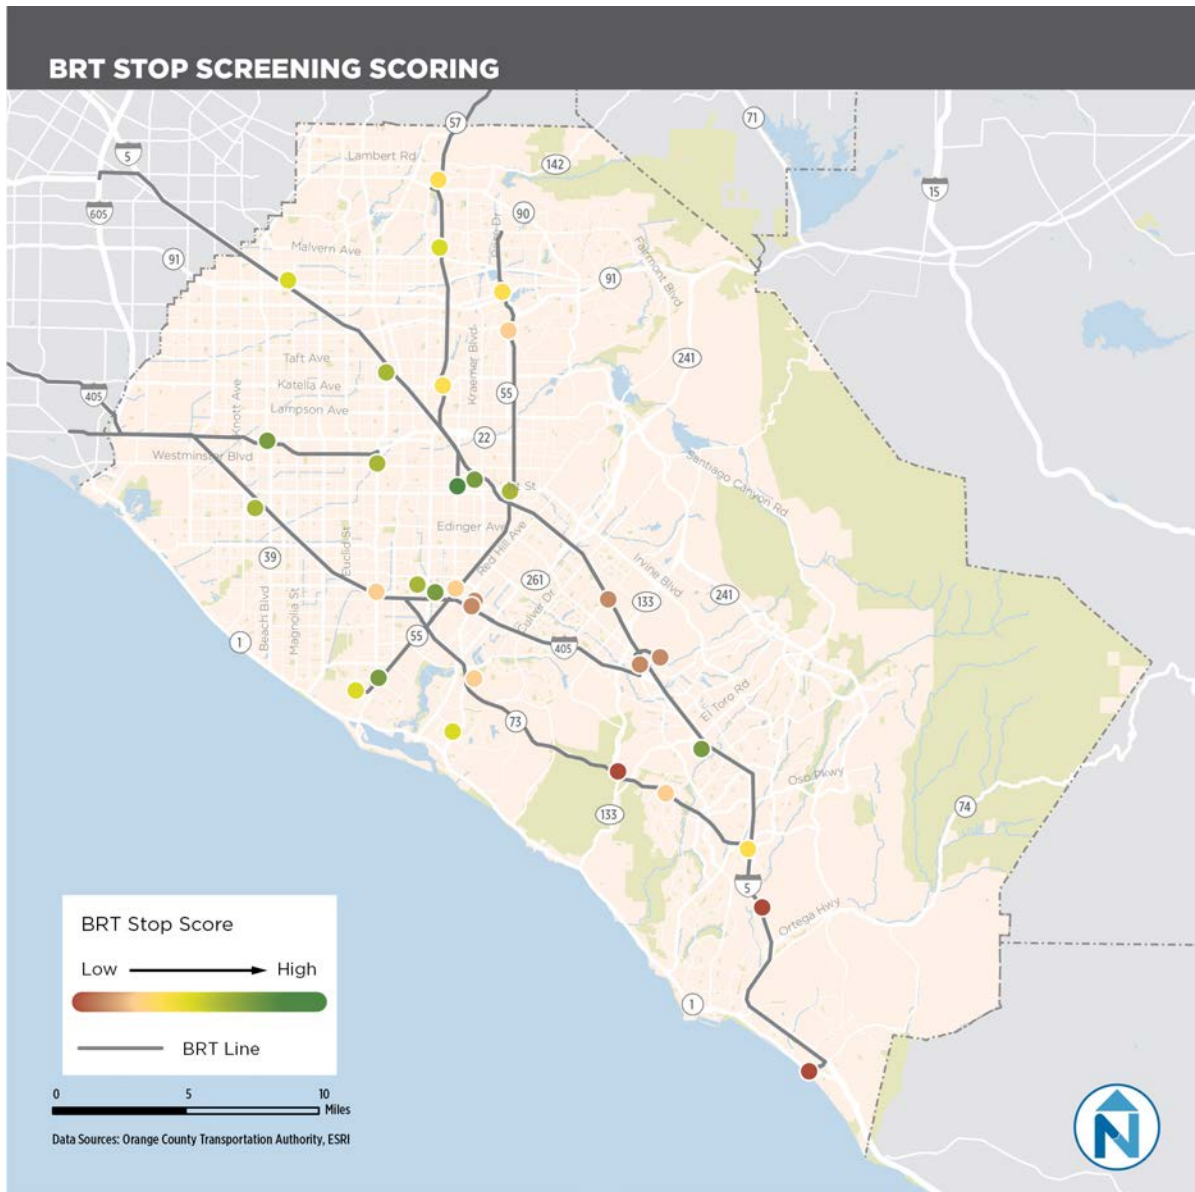 BRT STOP SCREENING SCORING
57
71
5
Lambert Rd
142
15
605
90
Malvern Ave
91
Fairmont Blvd
91
Kraemer Blvd
Taft Ave
241
Katella Ave
Knott Ave
405
55
Lampson Ave
22
Westminster Blvd
Santiago Canyon Rd
St
Edinger Ave
Red Hill Ave
Euclid St
39
Irvine Blvd
261
241
Beach Blvd
Magnolia St
133
Culver Dr
1
55
405
El Toro Rd
73
Oso Pkwy
133
74
5
Ortega Hwy
1
BRT Stop Score
Low
High
BRT Line
0 5 10
Miles
Data Sources: Orange County Transportation Authority, ESRI
N